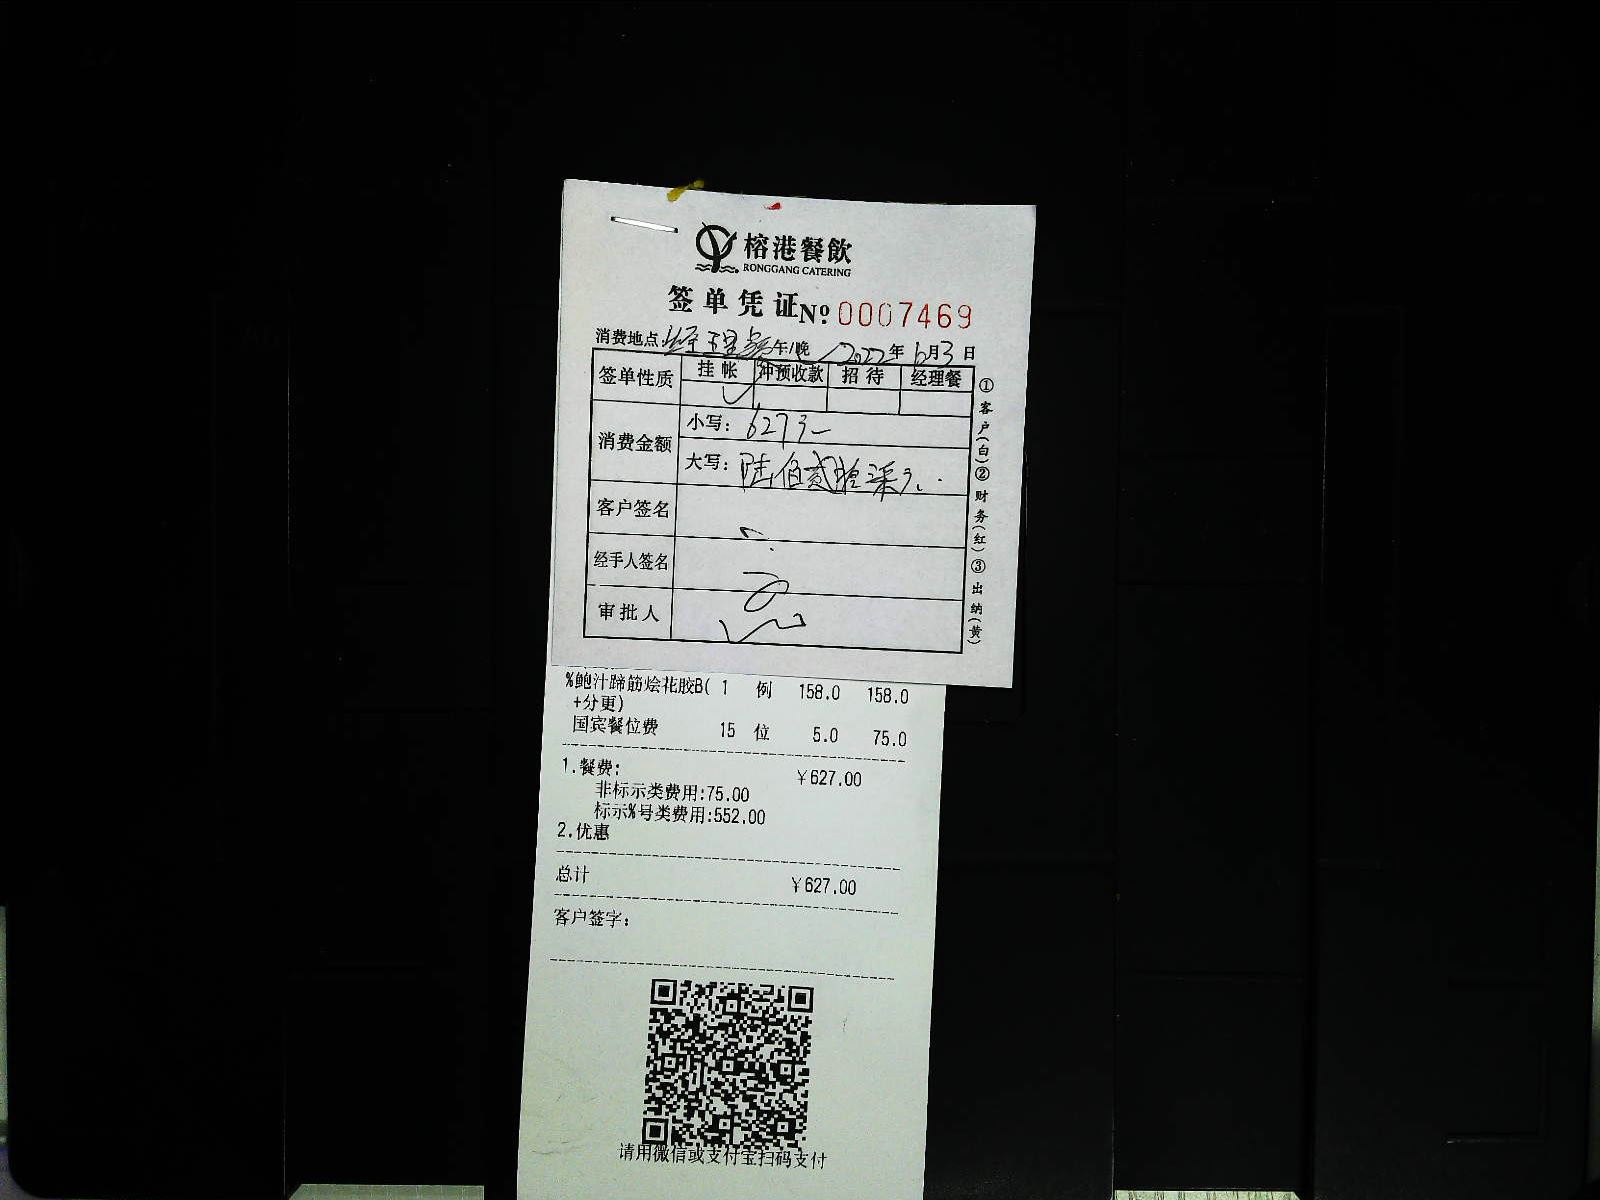 榕港餐飲
RONGGANG CATERING
签单凭证 № 0007469
消费地点 经理 午/晚 2022年6月3日
签单性质 挂帐 冲预收款 招待 经理餐
消费金额 小写：627元
大写：陆佰贰拾柒元
客户签名
经手人签名
审批人
①客户(白)②财务(红)③出纳(黄)
%鲍汁蹄筋烩花胶B( 1 例 158.0 158.0
+分更)
国宾餐位费 15 位 5.0 75.0
1.餐费: ￥627.00
非标示类费用:75.00
标示%号类费用:552.00
2.优惠
总计 ￥627.00
客户签字:
请用微信或支付宝扫码支付